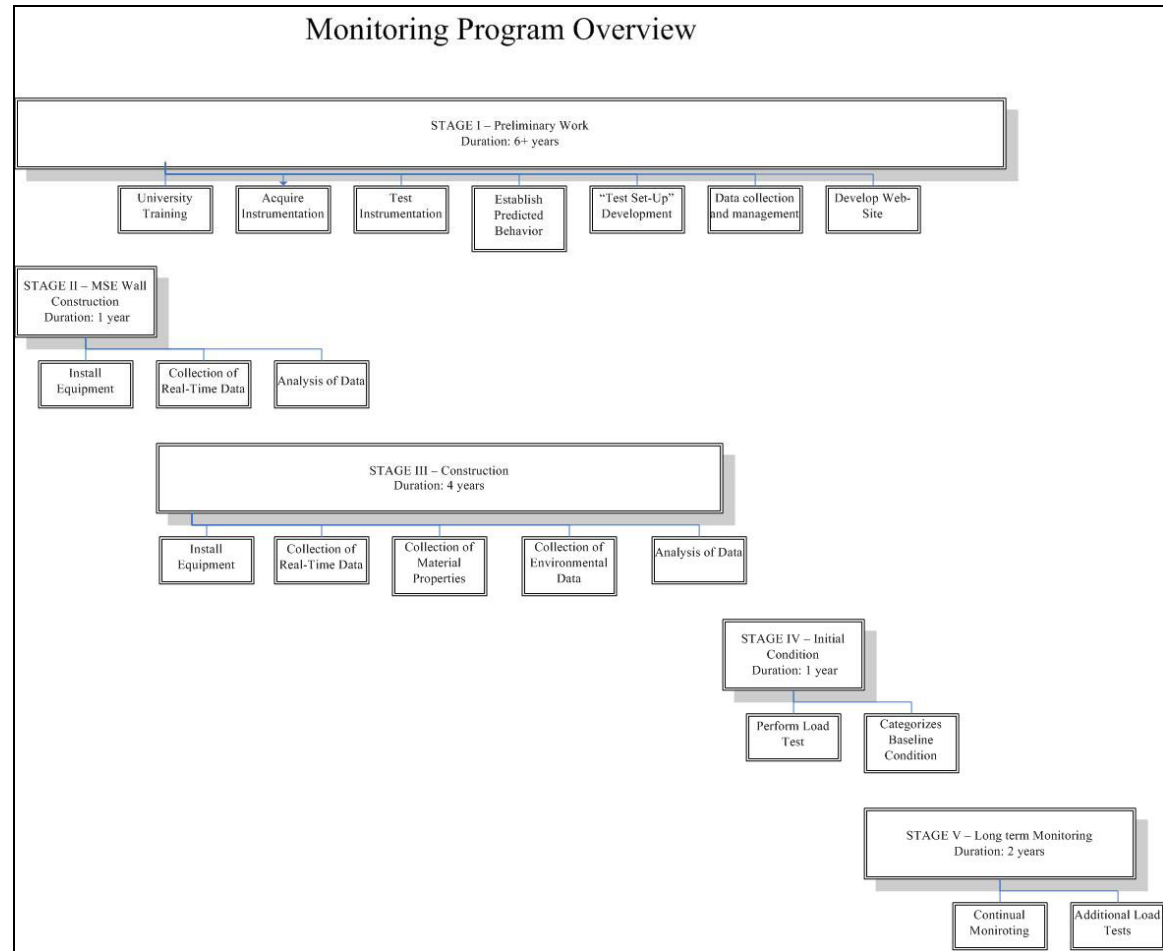 Monitoring Program Overview
STAGE I – Preliminary Work
Duration: 6+ years
University
Training
Acquire
Instrumentation
Test
Instrumentation
Establish
Predicted
Behavior
“Test Set-Up”
Development
Data collection
and management
Develop Web-
Site
STAGE II – MSE Wall
Construction
Duration: 1 year
Install
Equipment
Collection of
Real-Time Data
Analysis of Data
STAGE III – Construction
Duration: 4 years
Install
Equipment
Collection of
Real-Time Data
Collection of
Material
Properties
Collection of
Environmental
Data
Analysis of Data
STAGE IV – Initial
Condition
Duration: 1 year
Perform Load
Test
Categorizes
Baseline
Condition
STAGE V – Long term Monitoring
Duration: 2 years
Continual
Moniroting
Additional Load
Tests